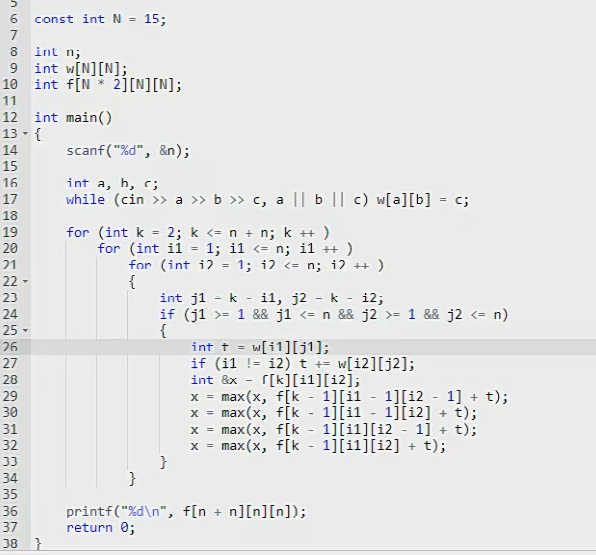 5
6 const int N = 15;
7
8 int n;
9 int w[N][N];
10 int f[N * 2][N][N];
11
12 int main()
13 {
14 scanf("%d", &n);
15
16 int a, b, c;
17 while (cin >> a >> b >> c, a || b || c) w[a][b] = c;
18
19 for (int k = 2; k <= n + n; k ++ )
20 for (int i1 = 1; i1 <= n; i1 ++ )
21 for (int i2 = 1; i2 <= n; i2 ++ )
22 {
23 int j1 = k - i1, j2 = k - i2;
24 if (j1 >= 1 && j1 <= n && j2 >= 1 && j2 <= n)
25 {
26 int t = w[i1][j1];
27 if (i1 != i2) t += w[i2][j2];
28 int &x = f[k][i1][i2];
29 x = max(x, f[k - 1][i1 - 1][i2 - 1] + t);
30 x = max(x, f[k - 1][i1 - 1][i2] + t);
31 x = max(x, f[k - 1][i1][i2 - 1] + t);
32 x = max(x, f[k - 1][i1][i2] + t);
33 }
34 }
35
36 printf("%d\n", f[n + n][n][n]);
37 return 0;
38 }